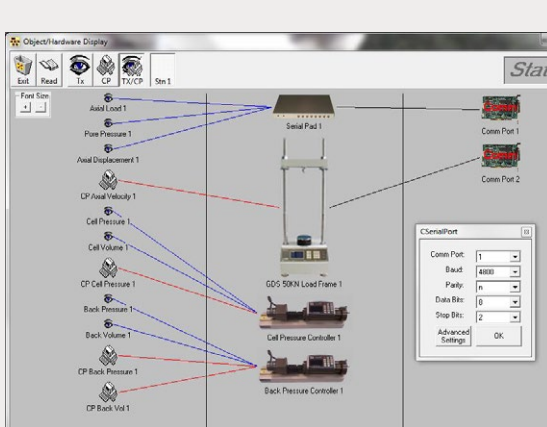 Object/Hardware Display
Exit
Read
Tx
CP
TX/CP
Stn 1
Stat
Font Size
+
-
Axial Load 1
Pore Pressure 1
Axial Displacement 1
CP Axial Velocity 1
Cell Pressure 1
Cell Volume 1
CP Cell Pressure 1
Back Pressure 1
Back Volume 1
CP Back Pressure 1
CP Back Vol 1
Serial Pad 1
GDS 50KN Load Frame 1
Cell Pressure Controller 1
Back Pressure Controller 1
Comm Port 1
Comm Port 2
CSerialPort
Comm Port: 1
Baud: 4800
Parity: n
Data Bits: 8
Stop Bits: 2
Advanced
Settings
OK